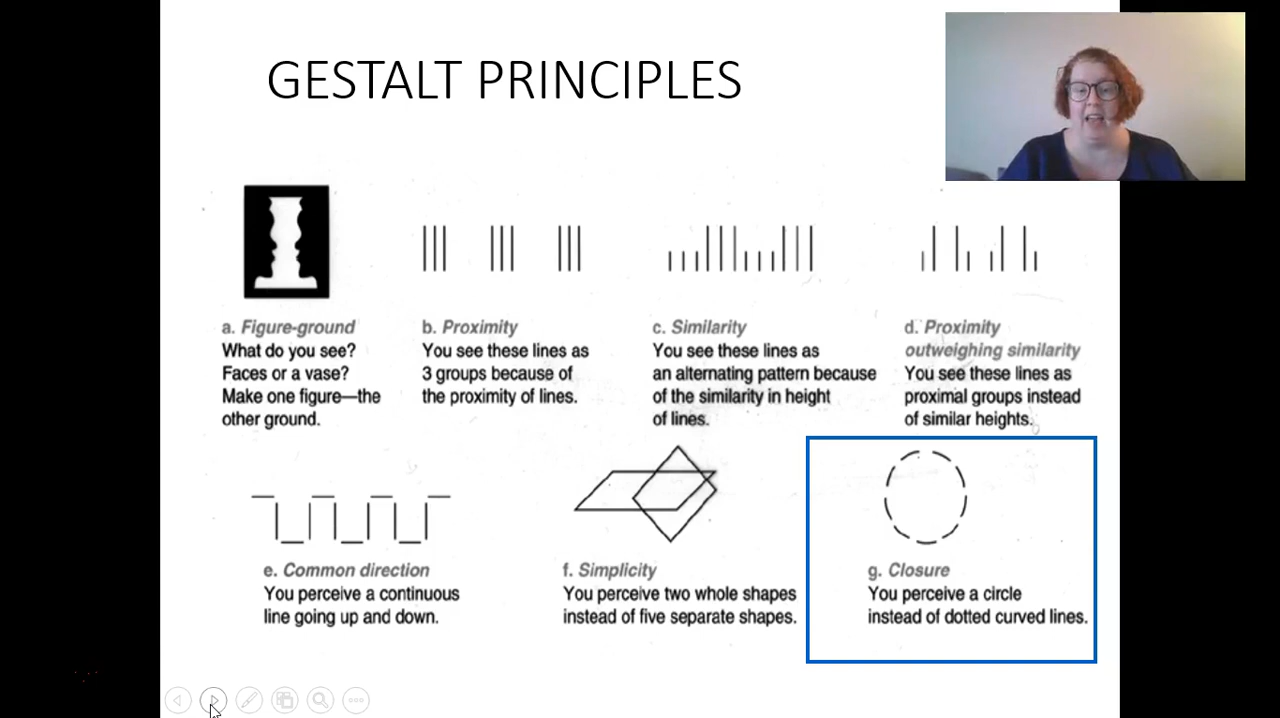 GESTALT PRINCIPLES
a. Figure-ground
What do you see?
Faces or a vase?
Make one figure—the
other ground.
b. Proximity
You see these lines as
3 groups because of
the proximity of lines.
c. Similarity
You see these lines as
an alternating pattern because
of the similarity in height
of lines.
d. Proximity
outweighing similarity
You see these lines as
proximal groups instead
of similar heights.
e. Common direction
You perceive a continuous
line going up and down.
f. Simplicity
You perceive two whole shapes
instead of five separate shapes.
g. Closure
You perceive a circle
instead of dotted curved lines.